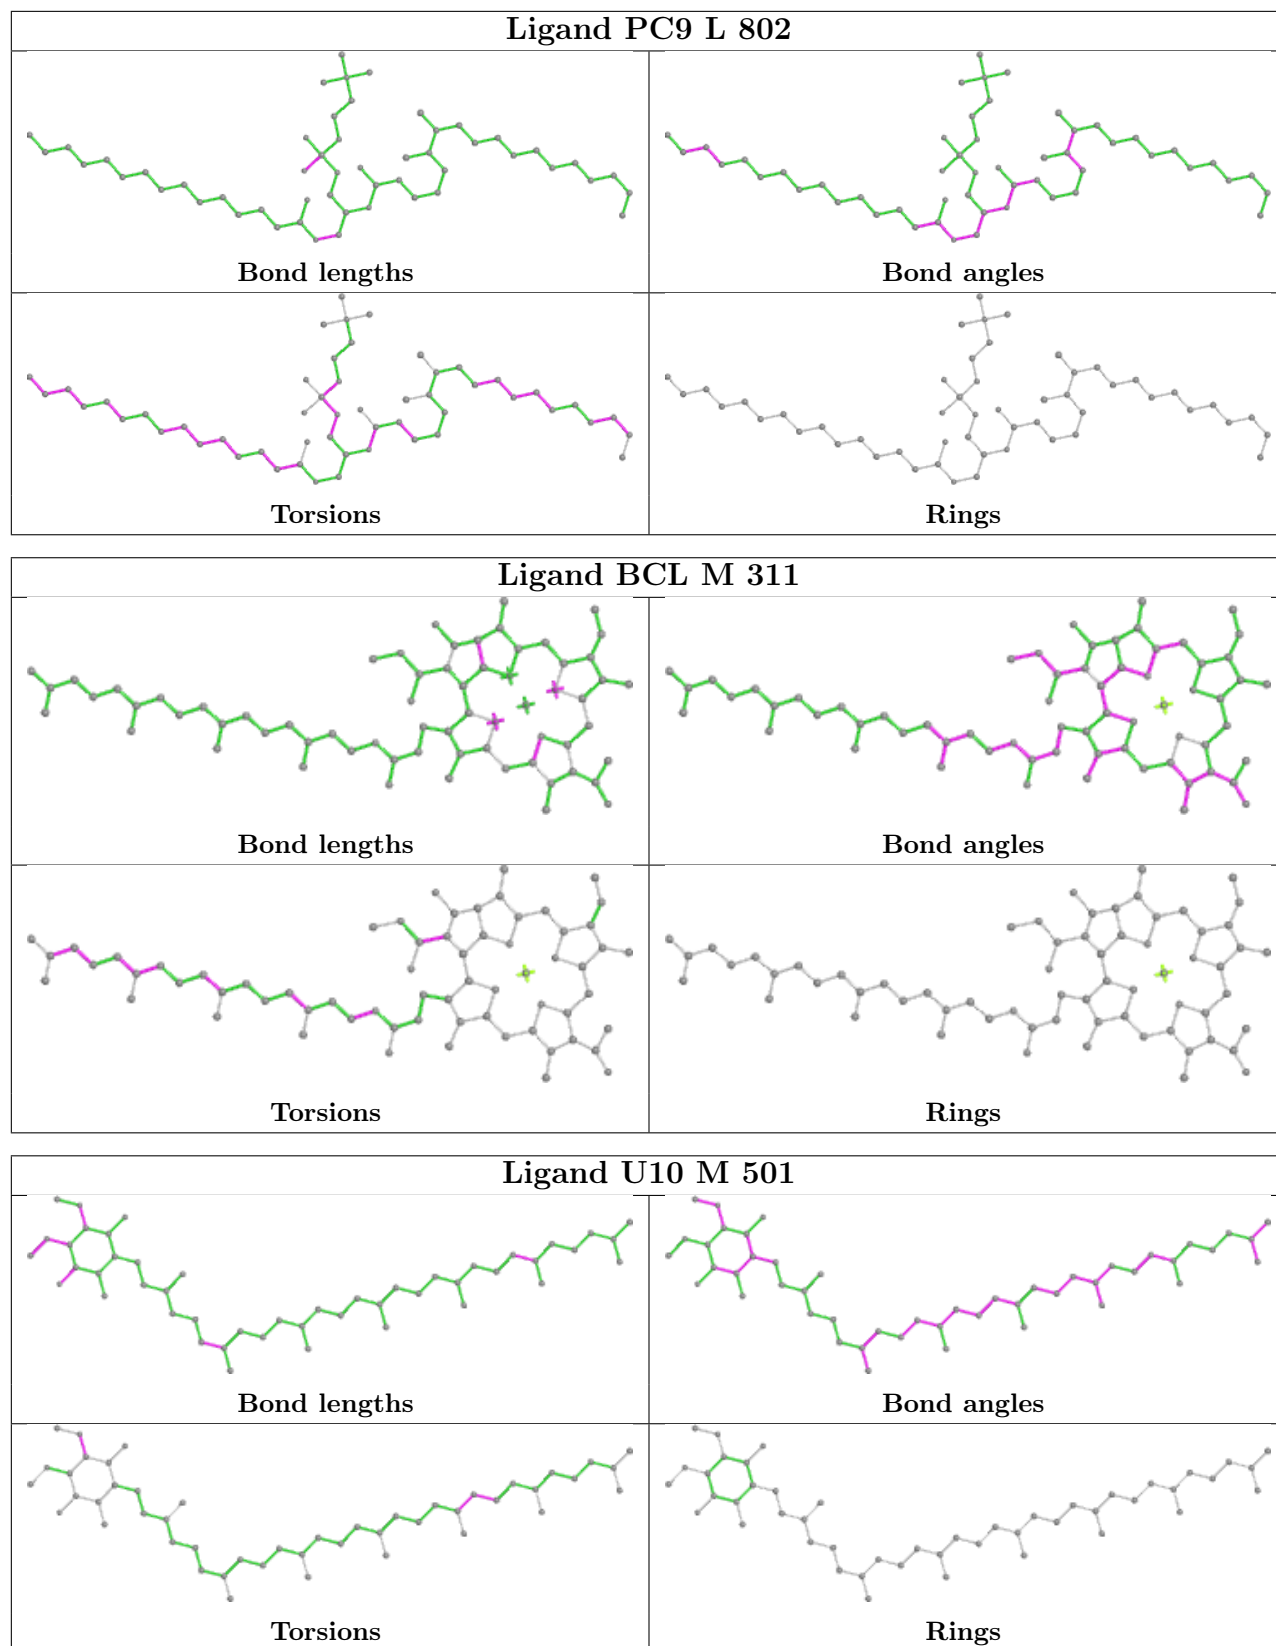 Ligand PC9 L 802
Bond lengths
Bond angles
Torsions
Rings
Ligand BCL M 311
Bond lengths
Bond angles
Torsions
Rings
Ligand U10 M 501
Bond lengths
Bond angles
Torsions
Rings